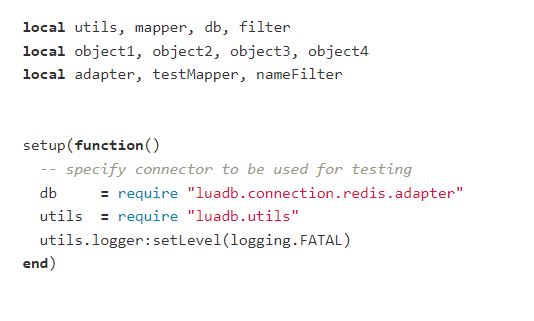 local utils, mapper, db, filter
local object1, object2, object3, object4
local adapter, testMapper, nameFilter
setup(function()
  -- specify connector to be used for testing
  db     = require "luadb.connection.redis.adapter"
  utils  = require "luadb.utils"
  utils.logger:setLevel(logging.FATAL)
end)